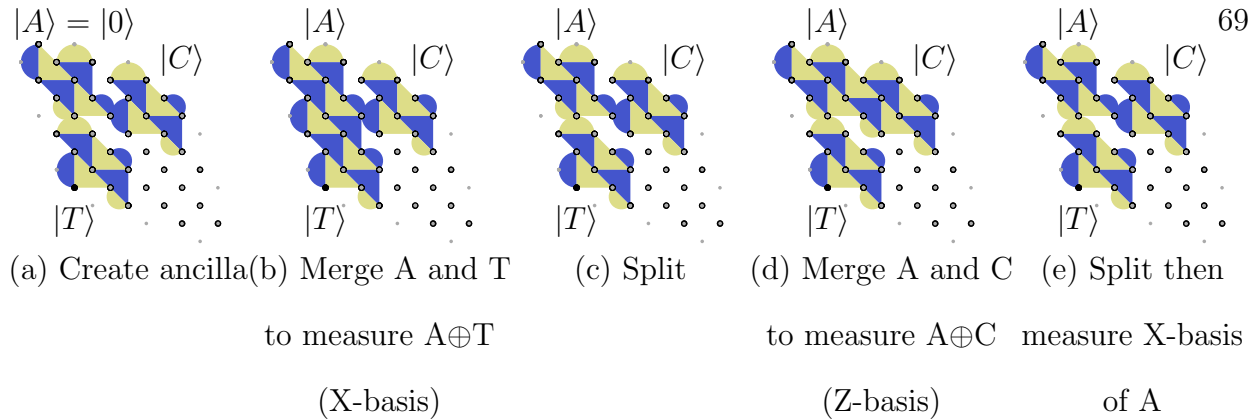 |A⟩ = |0⟩ |A⟩ |A⟩ |A⟩ |A⟩ 69
|C⟩ |C⟩ |C⟩ |C⟩ |C⟩
|T⟩ |T⟩ |T⟩ |T⟩ |T⟩
(a) Create ancilla (b) Merge A and T (c) Split (d) Merge A and C (e) Split then
to measure A⊕T to measure A⊕C measure X-basis
(X-basis) (Z-basis) of A